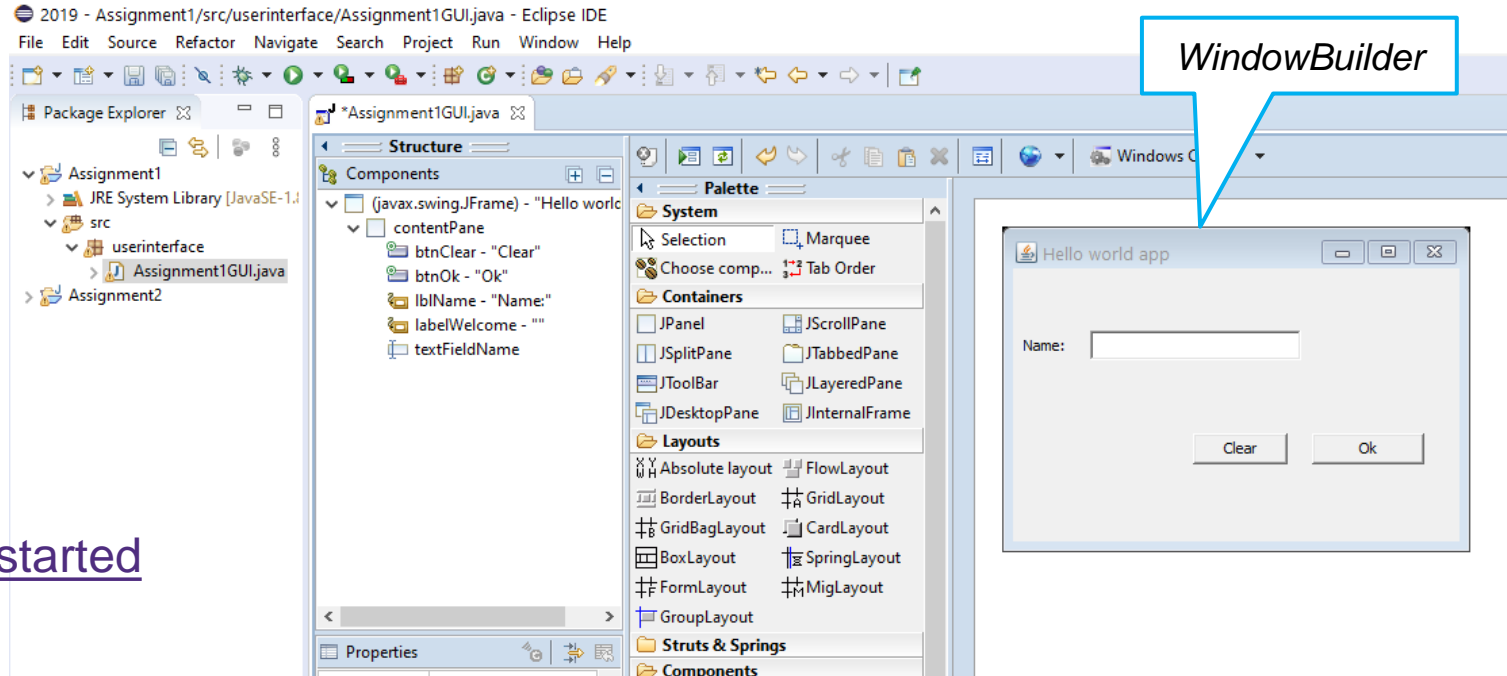 2019 - Assignment1/src/userinterface/Assignment1GUI.java - Eclipse IDE
File Edit Source Refactor Navigate Search Project Run Window Help
WindowBuilder
Package Explorer
Assignment1
JRE System Library [JavaSE-1.
src
userinterface
Assignment1GUI.java
Assignment2
started
*Assignment1GUI.java
Structure
Components
(javax.swing.JFrame) - "Hello world
contentPane
btnClear - "Clear"
btnOk - "Ok"
lblName - "Name:"
labelWelcome - ""
textFieldName
Properties
Windows C
Palette
System
Selection Marquee
Choose comp... Tab Order
Containers
JPanel JScrollPane
JSplitPane JTabbedPane
JToolBar JLayeredPane
JDesktopPane JInternalFrame
Layouts
Absolute layout FlowLayout
BorderLayout GridLayout
GridBagLayout CardLayout
BoxLayout SpringLayout
FormLayout MigLayout
GroupLayout
Struts & Springs
Components
Hello world app
Name:
Clear Ok